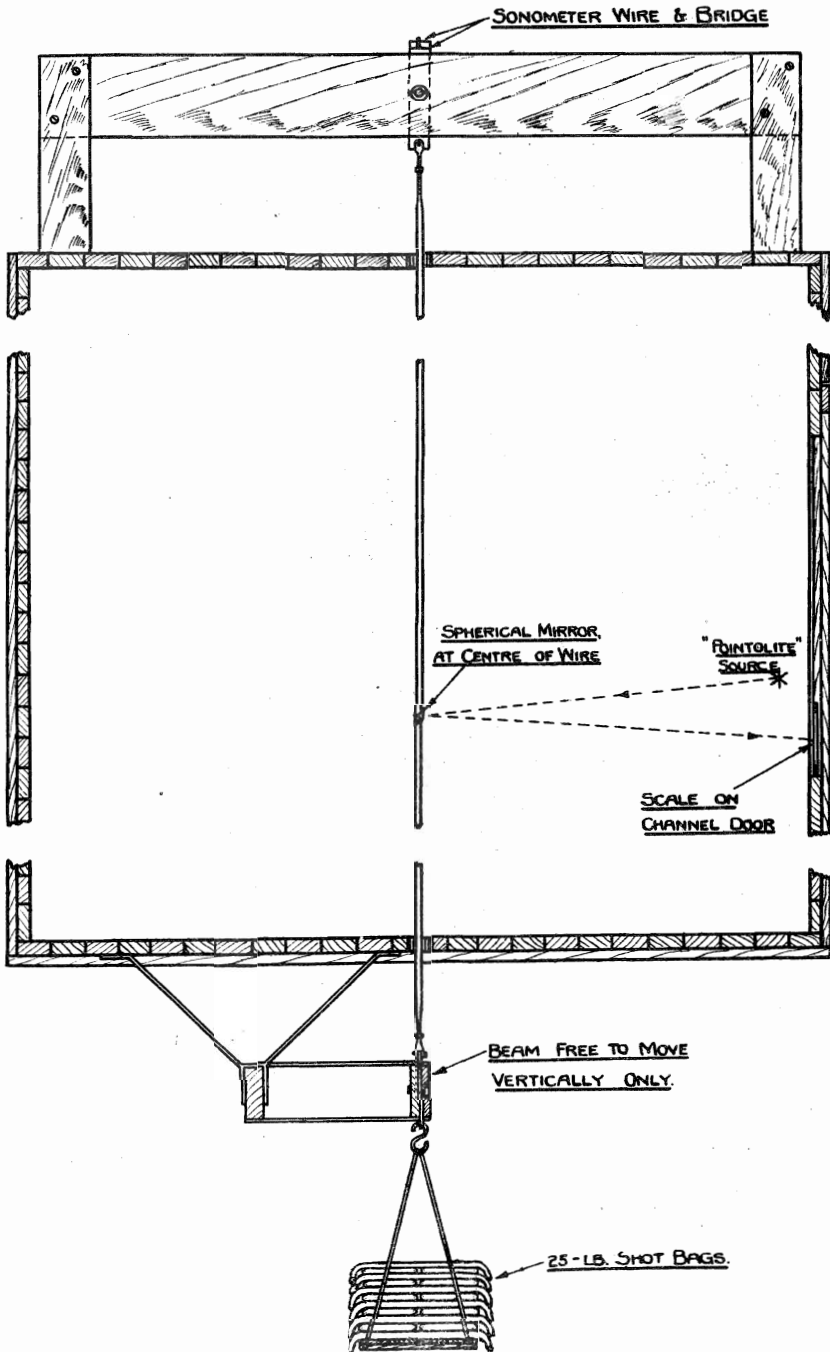 SONOMETER WIRE & BRIDGE
SPHERICAL MIRROR,
AT CENTRE OF WIRE
"POINTOLITE"
SOURCE
SCALE ON
CHANNEL DOOR
BEAM FREE TO MOVE
VERTICALLY ONLY.
25-LB. SHOT BAGS.